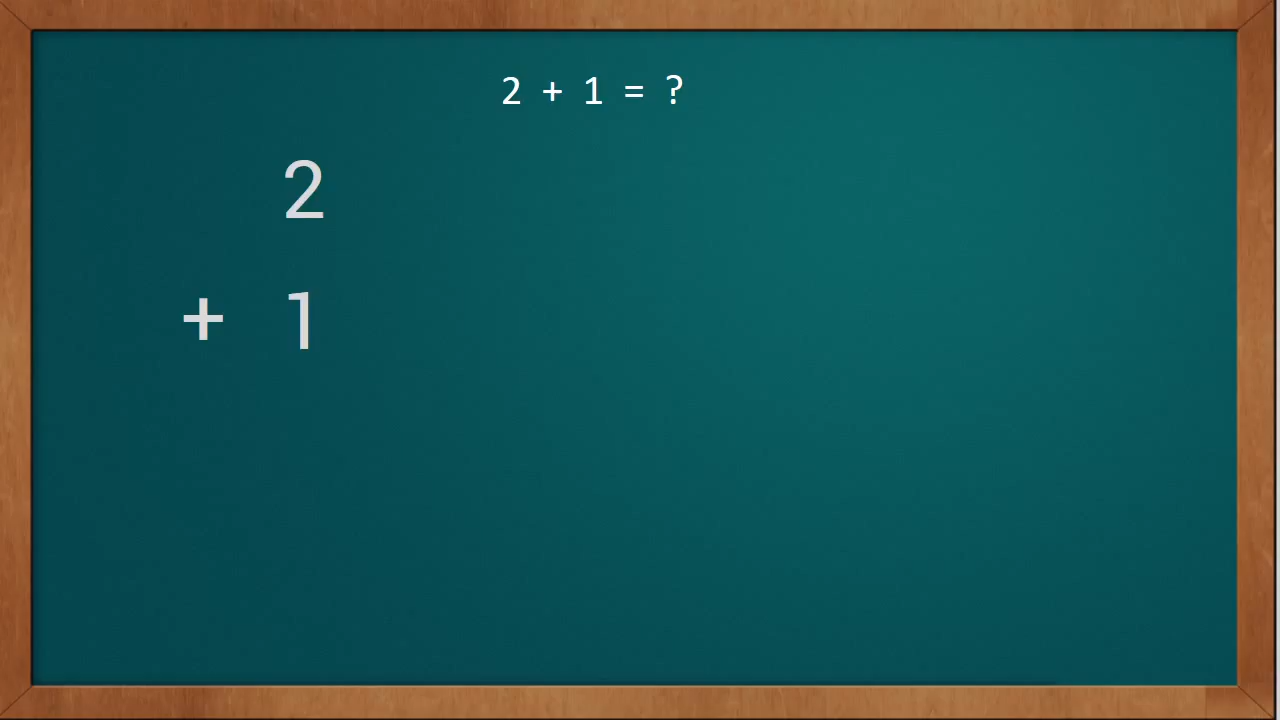 2 + 1 = ?
2
+ 1